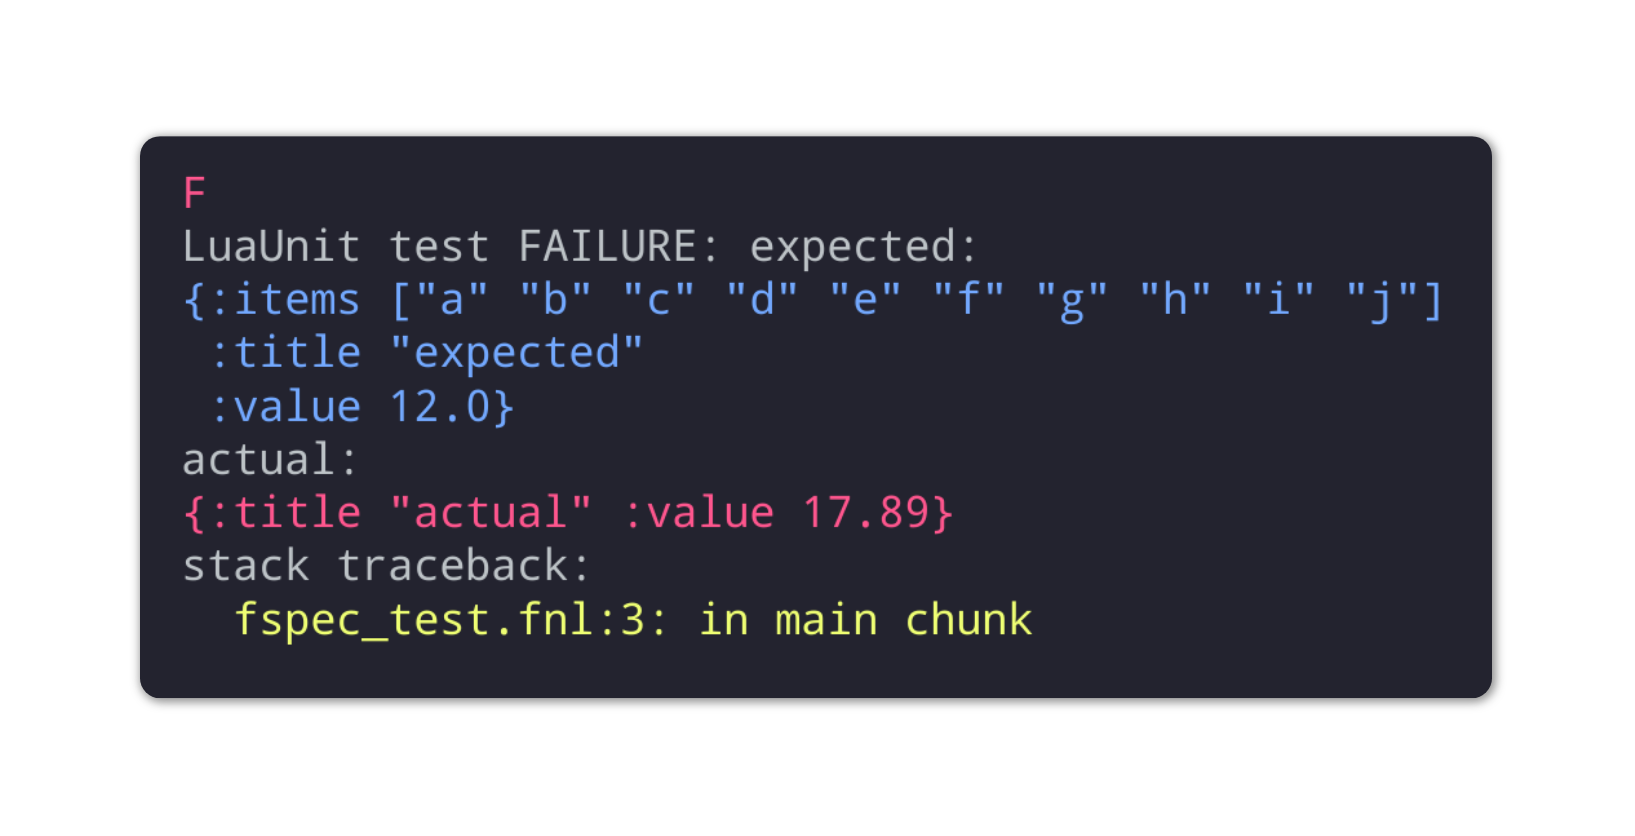 F
LuaUnit test FAILURE: expected:
{:items ["a" "b" "c" "d" "e" "f" "g" "h" "i" "j"]
 :title "expected"
 :value 12.0}
actual:
{:title "actual" :value 17.89}
stack traceback:
  fspec_test.fnl:3: in main chunk